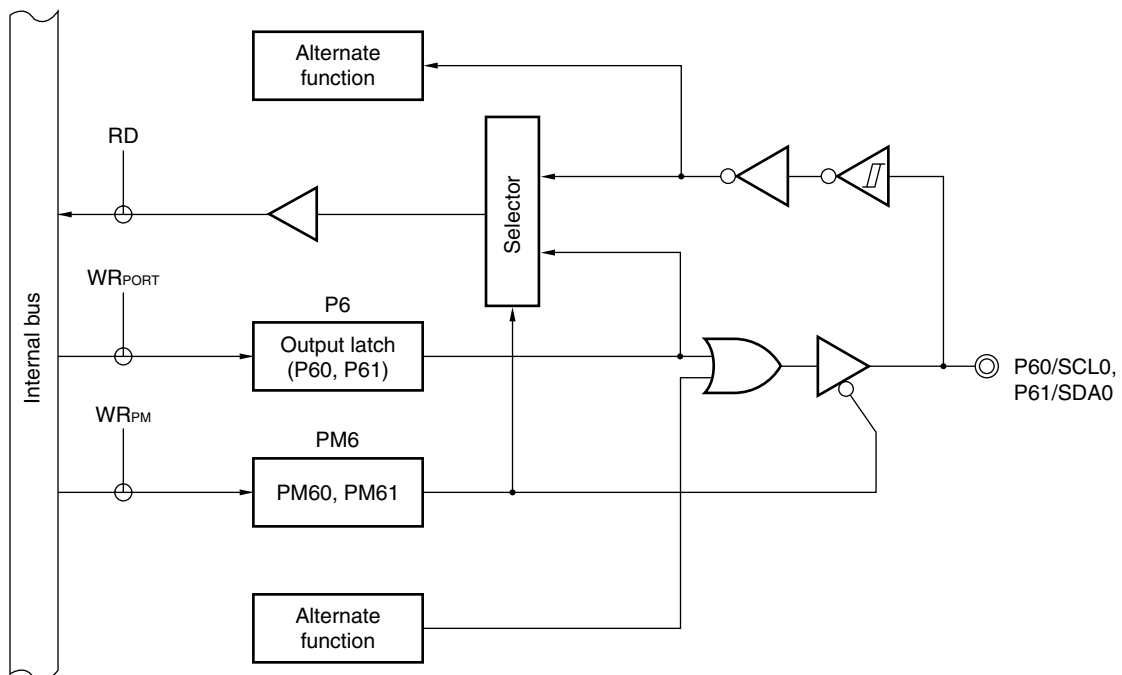 Alternate
function
RD
Selector
WRPORT
P6
Output latch
(P60, P61)
Internal bus
P60/SCL0,
P61/SDA0
WRPM
PM6
PM60, PM61
Alternate
function